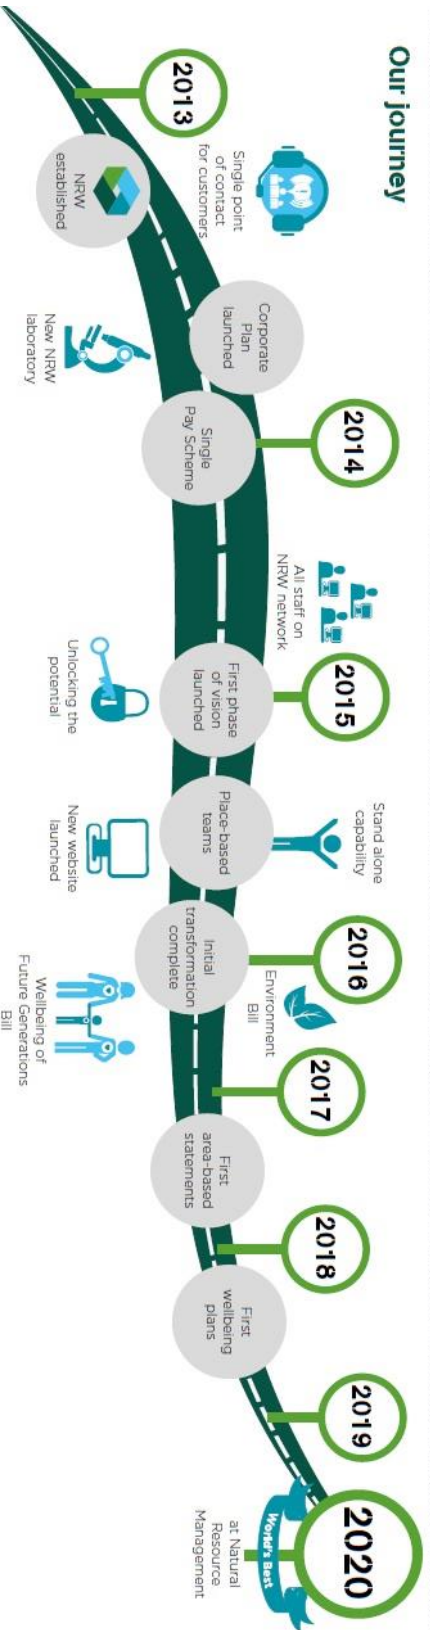 Our journey
2013
NRW
established
Single point
of contact
for customers
Corporate
Plan
launched
New NRW
laboratory
2014
Single
Pay Scheme
All staff on
NRW network
2015
First phase
of vision
launched
Unlocking the
potential
Place-based
teams
Stand alone
capability
New website
launched
2016
Initial
transformation
complete
Environment
Bill
Wellbeing of
Future Generations
Bill
2017
First
area-based
statements
2018
First
wellbeing
plans
2019
2020
World's Best
at Natural
Resource
Management